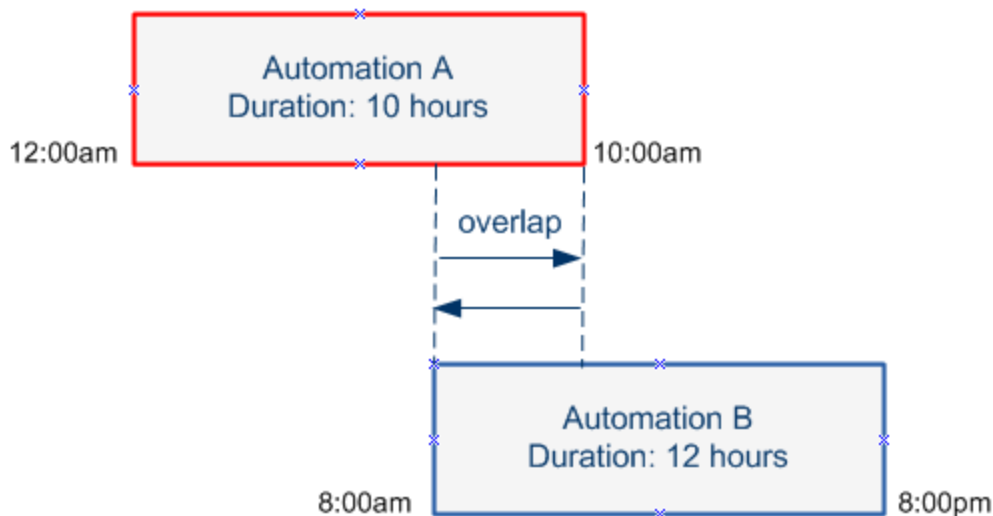 Automation A
Duration: 10 hours
12:00am
10:00am
overlap
Automation B
Duration: 12 hours
8:00am
8:00pm